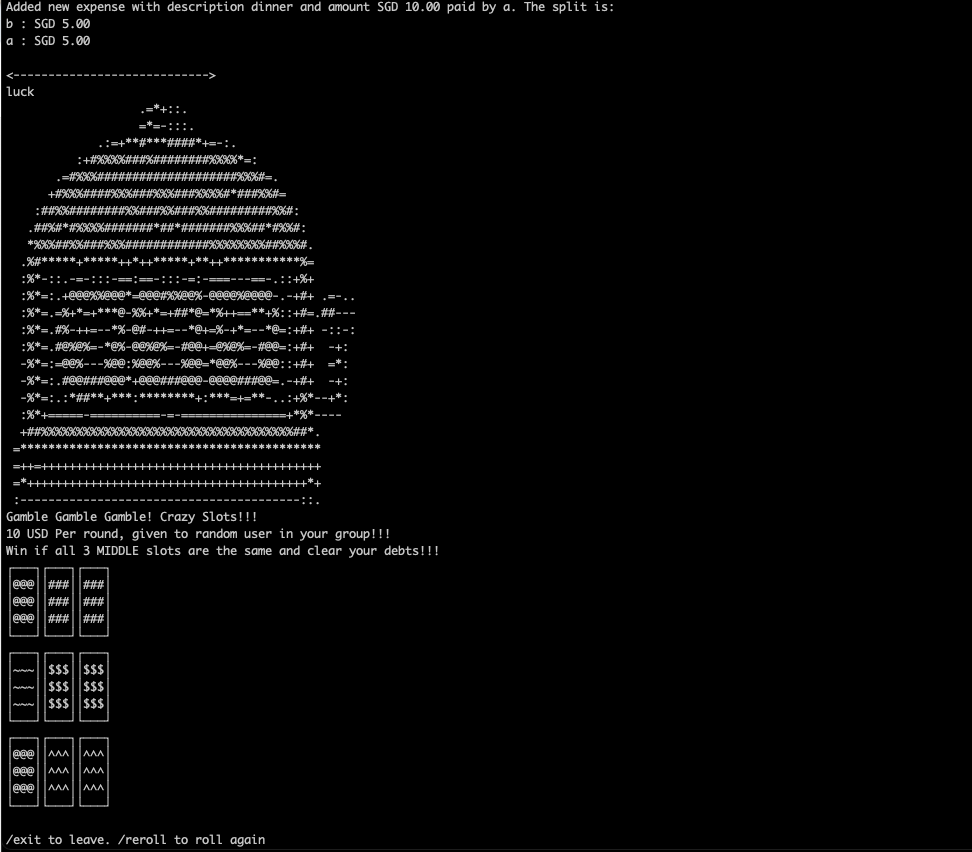 Added new expense with description dinner and amount SGD 10.00 paid by a. The split is:
b : SGD 5.00
a : SGD 5.00
<---------------------------->
luck
Gamble Gamble Gamble! Crazy Slots!!!
10 USD Per round, given to random user in your group!!!
Win if all 3 MIDDLE slots are the same and clear your debts!!!
@@@ ### ###
@@@ ### ###
@@@ ### ###
~~~ $$$ $$$
~~~ $$$ $$$
~~~ $$$ $$$
@@@ ^^^ ^^^
@@@ ^^^ ^^^
@@@ ^^^ ^^^
/exit to leave. /reroll to roll again